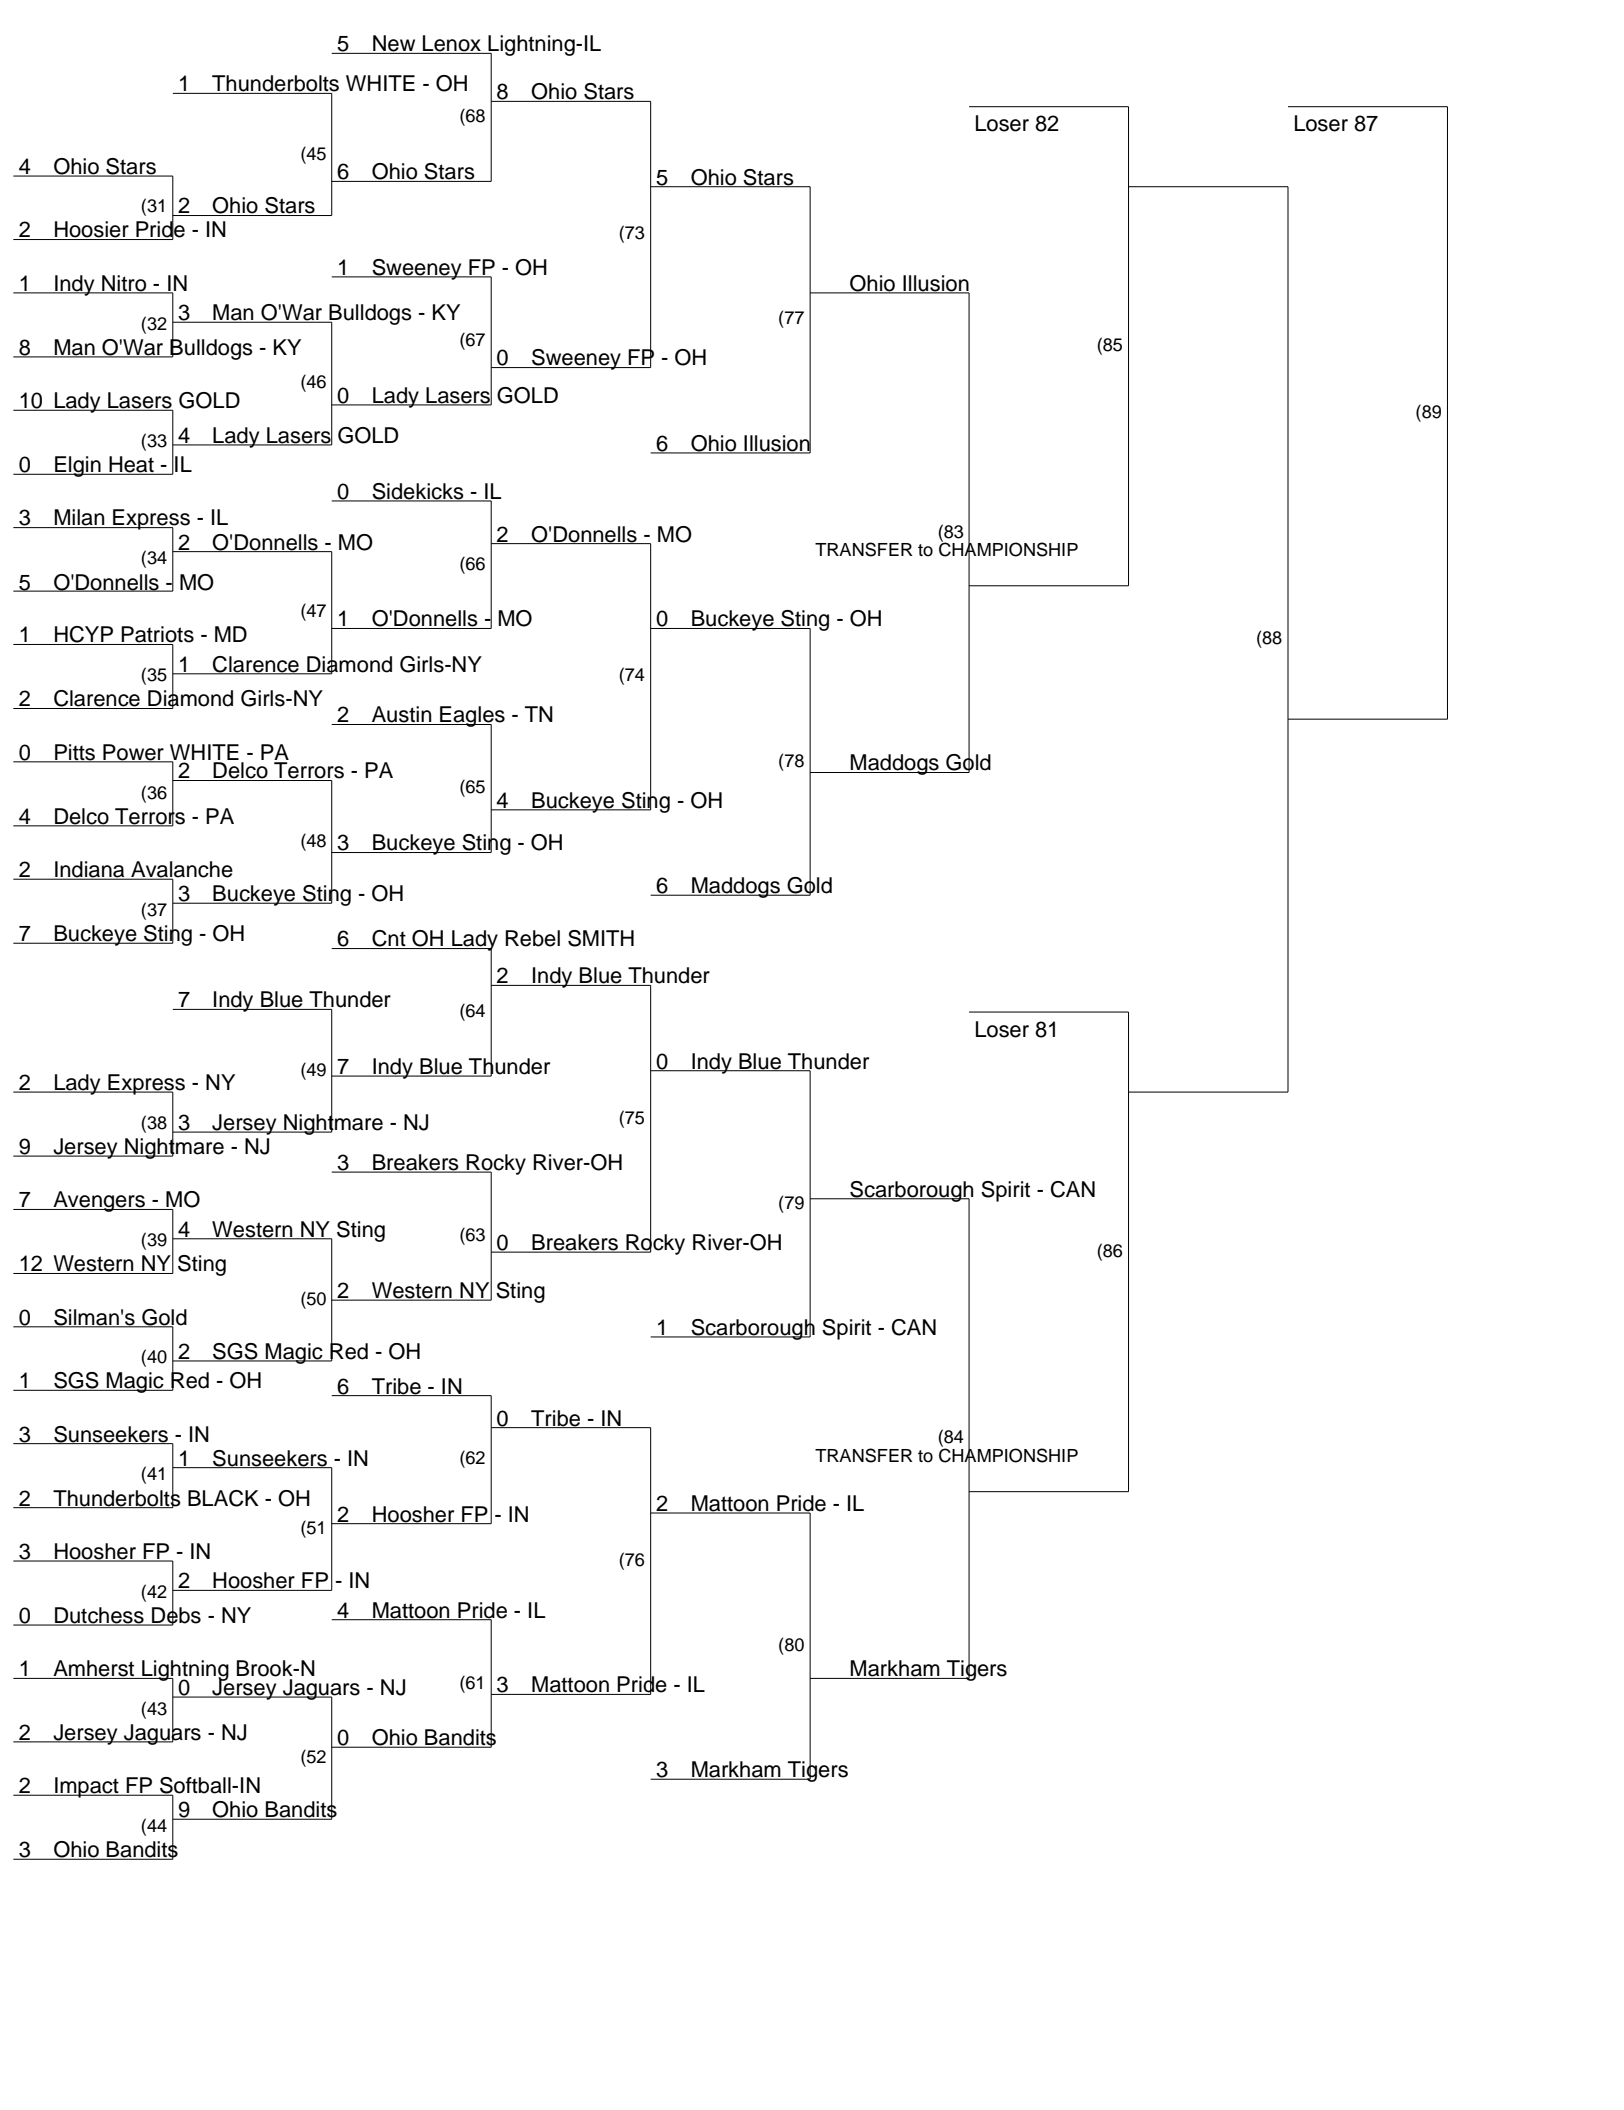 5 New Lenox Lightning-IL
1 Thunderbolts WHITE - OH
8 Ohio Stars
(68
Loser 82
Loser 87
(45
4 Ohio Stars
6 Ohio Stars
5 Ohio Stars
(31
2 Ohio Stars
2 Hoosier Pride - IN
(73
1 Sweeney FP - OH
1 Indy Nitro - IN
Ohio Illusion
3 Man O'War Bulldogs - KY
(32
(77
8 Man O'War Bulldogs - KY
(67
0 Sweeney FP - OH
(85
(46
0 Lady Lasers GOLD
10 Lady Lasers GOLD
(89
(33
4 Lady Lasers GOLD
6 Ohio Illusion
0 Elgin Heat - IL
0 Sidekicks - IL
3 Milan Express - IL
2 O'Donnells - MO
2 O'Donnells - MO
(83
TRANSFER to CHAMPIONSHIP
(34
(66
5 O'Donnells - MO
(47
1 O'Donnells - MO
0 Buckeye Sting - OH
1 HCYP Patriots - MD
(88
1 Clarence Diamond Girls-NY
(35
(74
2 Clarence Diamond Girls-NY
2 Austin Eagles - TN
0 Pitts Power WHITE - PA
2 Delco Terrors - PA
(78
Maddogs Gold
(36
(65
4 Buckeye Sting - OH
4 Delco Terrors - PA
(48
3 Buckeye Sting - OH
2 Indiana Avalanche
3 Buckeye Sting - OH
6 Maddogs Gold
(37
7 Buckeye Sting - OH
6 Cnt OH Lady Rebel SMITH
2 Indy Blue Thunder
7 Indy Blue Thunder
(64
Loser 81
(49
7 Indy Blue Thunder
0 Indy Blue Thunder
2 Lady Express - NY
(38
3 Jersey Nightmare - NJ
(75
9 Jersey Nightmare - NJ
3 Breakers Rocky River-OH
Scarborough Spirit - CAN
7 Avengers - MO
(79
4 Western NY Sting
(39
(63
0 Breakers Rocky River-OH
(86
12 Western NY Sting
(50
2 Western NY Sting
0 Silman's Gold
1 Scarborough Spirit - CAN
(40
2 SGS Magic Red - OH
1 SGS Magic Red - OH
6 Tribe - IN
0 Tribe - IN
3 Sunseekers - IN
(84
TRANSFER to CHAMPIONSHIP
1 Sunseekers - IN
(41
(62
2 Thunderbolts BLACK - OH
2 Mattoon Pride - IL
(51
2 Hoosher FP - IN
3 Hoosher FP - IN
(76
2 Hoosher FP - IN
(42
0 Dutchess Debs - NY
4 Mattoon Pride - IL
(80
1 Amherst Lightning Brook-N
Markham Tigers
0 Jersey Jaguars - NJ
(61
3 Mattoon Pride - IL
(43
2 Jersey Jaguars - NJ
0 Ohio Bandits
(52
3 Markham Tigers
2 Impact FP Softball-IN
9 Ohio Bandits
(44
3 Ohio Bandits